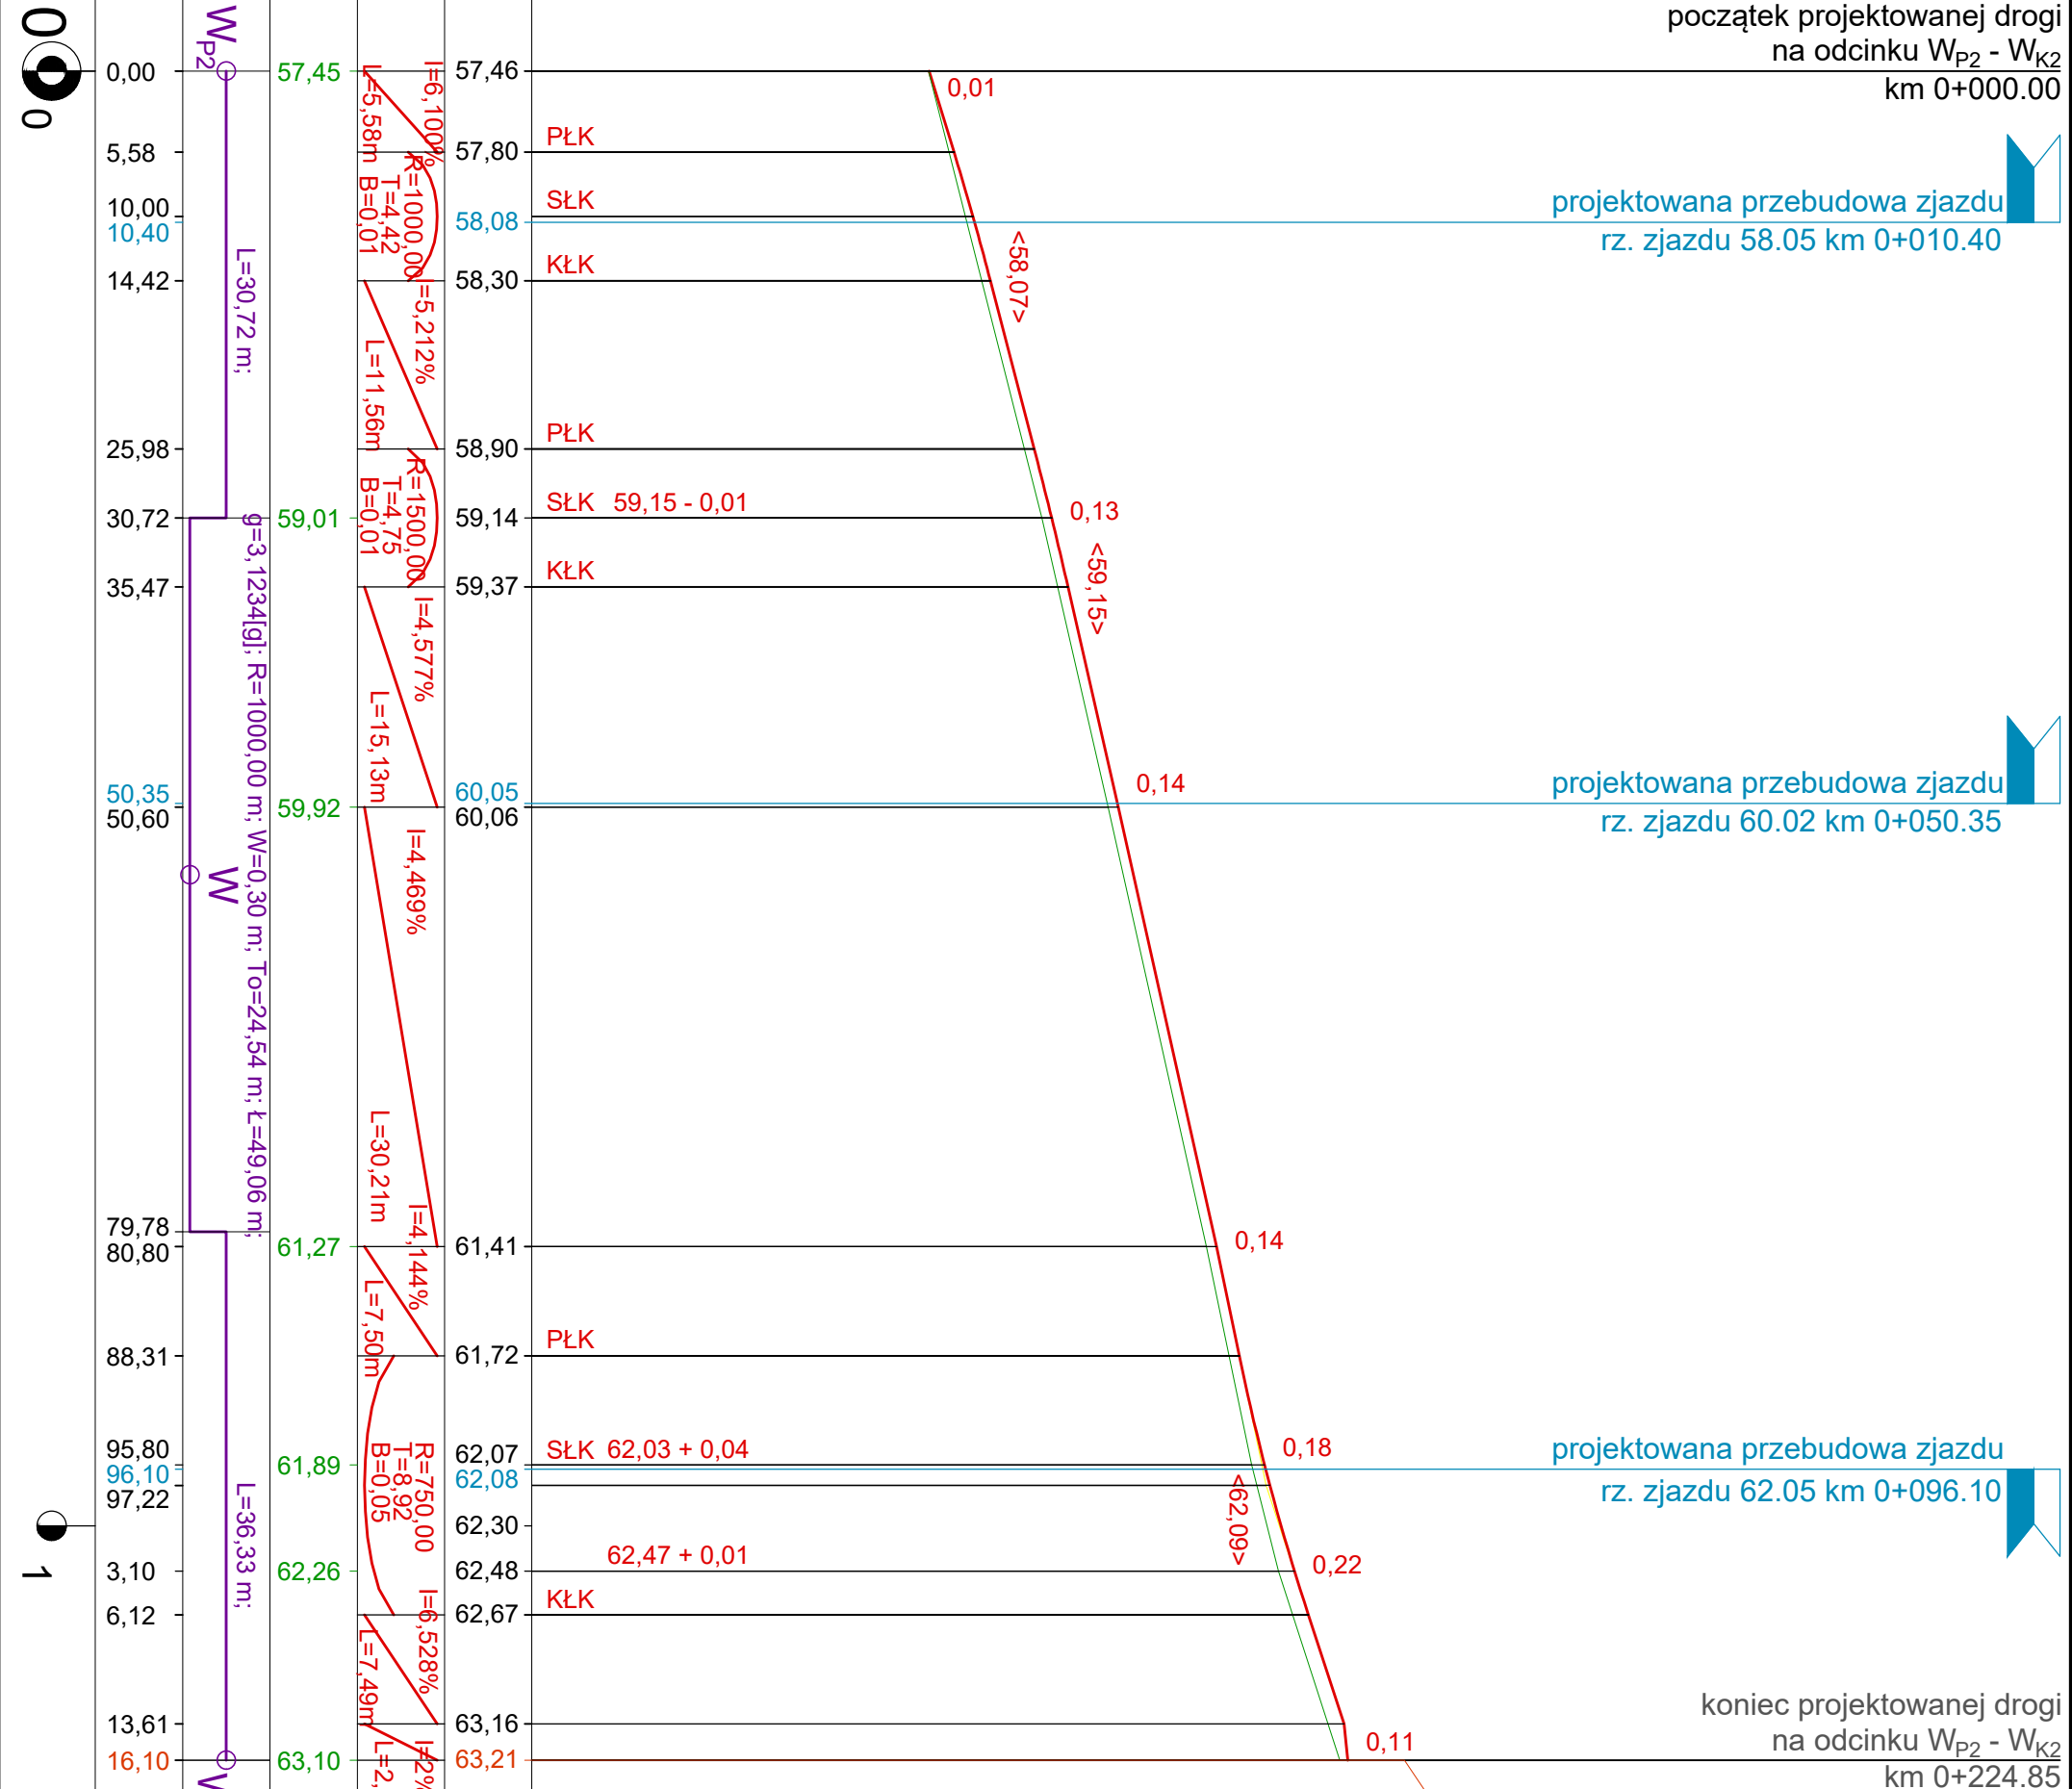 0
0
W P2
0,00
57,45
57,46
0,01
początek projektowanej drogi
na odcinku W P2 - W K2
km 0+000.00
I=6,100%
L=5,58m
5,58
57,80
PŁK
R=1000,00
T=4,42
B=0,01
10,00
SŁK
10,40
58,08
projektowana przebudowa zjazdu
rz. zjazdu 58.05 km 0+010.40
<58,07>
L=30,72 m;
14,42
58,30
KŁK
I=5,212%
L=11,56m
25,98
58,90
PŁK
R=1500,00
T=4,75
B=0,01
30,72
59,01
59,14
SŁK 59,15 - 0,01
0,13
<59,15>
g=3,1234[g]; R=1000,00 m; W=0,30 m; To=24,54 m; Ł=49,06 m;
35,47
59,37
KŁK
I=4,577%
L=15,13m
50,35
60,05
0,14
projektowana przebudowa zjazdu
rz. zjazdu 60.02 km 0+050.35
50,60
59,92
60,06
W
I=4,469%
L=30,21m
79,78
80,80
61,27
61,41
0,14
I=4,144%
L=7,50m
88,31
61,72
PŁK
R=750,00
T=8,92
B=0,05
95,80
61,89
62,07
SŁK 62,03 + 0,04
0,18
96,10
62,08
projektowana przebudowa zjazdu
rz. zjazdu 62.05 km 0+096.10
<62,09>
97,22
L=36,33 m;
62,30
1
3,10
62,26
62,48
62,47 + 0,01
0,22
6,12
62,67
KŁK
I=6,528%
L=7,49m
13,61
63,16
16,10
63,10
63,21
0,11
I=2%
L=2,
W
koniec projektowanej drogi
na odcinku W P2 - W K2
km 0+224.85